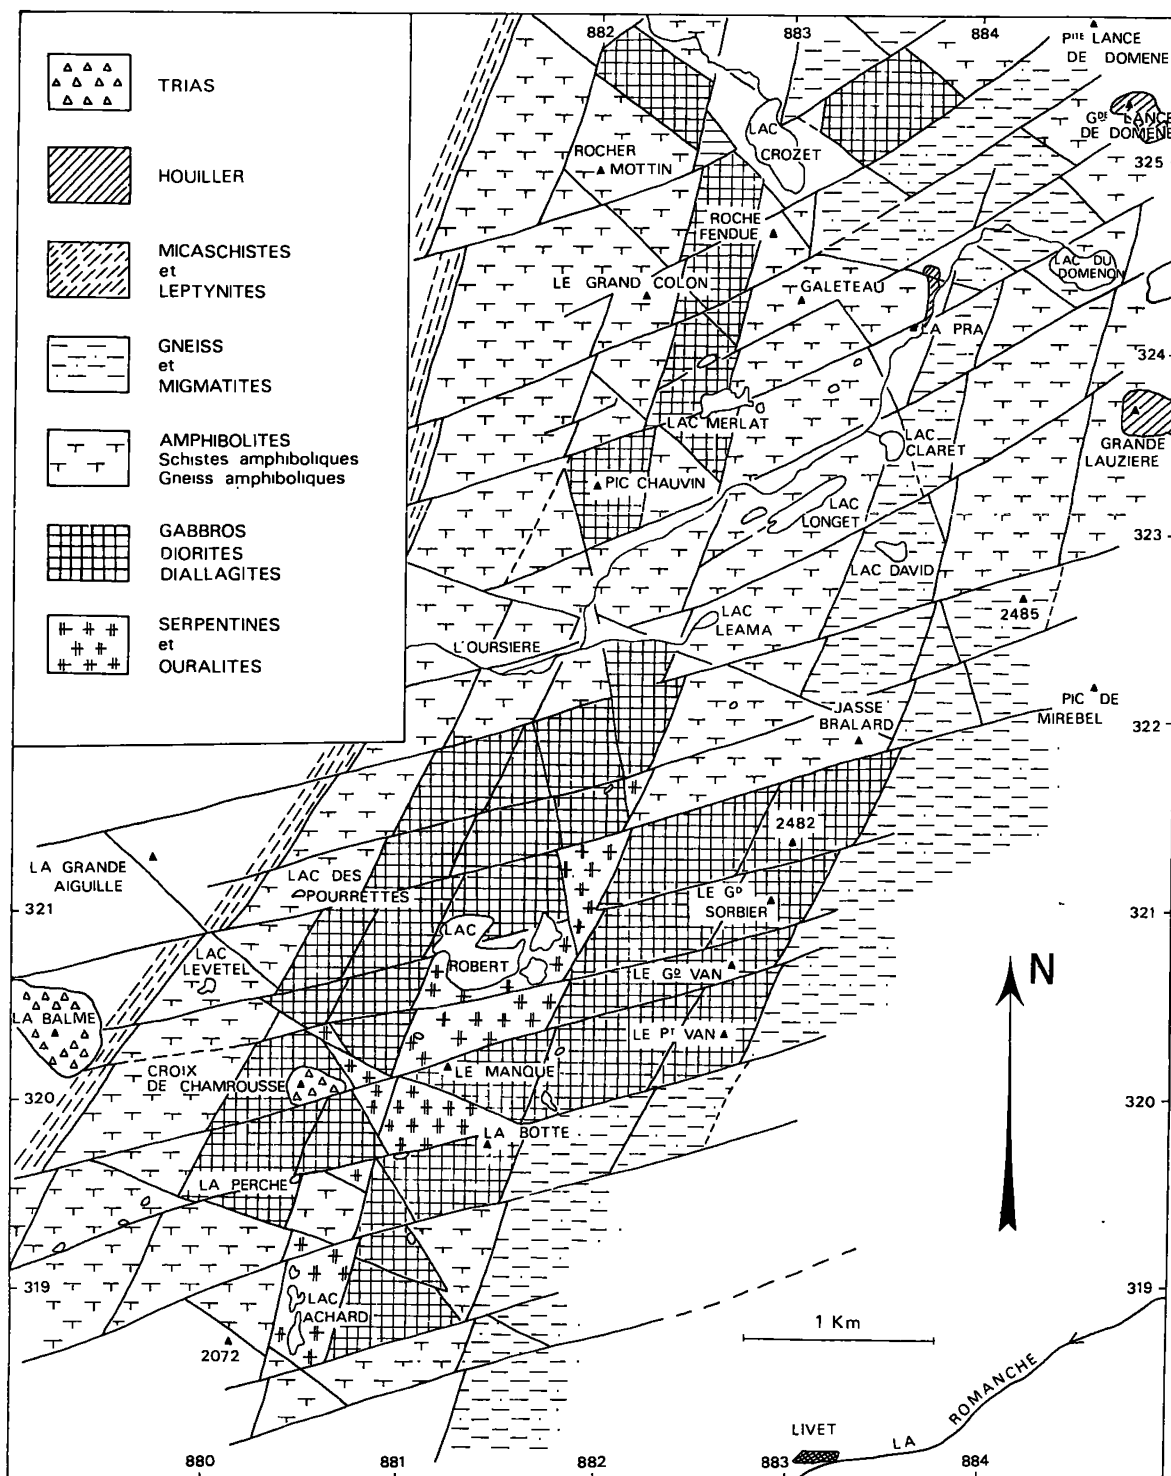 TRIAS
HOUILLER
MICASCHISTES
et
LEPTYNITES
GNEISS
et
MIGMATITES
AMPHIBOLITES
Schistes amphiboliques
Gneiss amphiboliques
GABBROS
DIORITES
DIALLAGITES
SERPENTINES
et
OURALITES
882
883
884
Pᴵᵀᴱ LANCE
DE DOMENE
Gᴰᴱ LANCE
DE DOMENE
325
LAC
CROZET
ROCHER
MOTTIN
ROCHE
FENDUE
LAC DU
DOMENON
LE GRAND COLON
GALETEAU
LA PRA
324
LAC MERLAT
LAC
CLARET
GRANDE
LAUZIERE
PIC CHAUVIN
LAC
LONGET
323
LAC DAVID
2485
LAC
LEAMA
L'OURSIERE
PIC DE
MIREBEL
JASSE
BRALARD
322
2482
LA GRANDE
AIGUILLE
LAC DES
POURRETTES
LE Gᴰ
SORBIER
321
321
LAC
ROBERT
LAC
LEVETEL
LE Gᴰ VAN
LA BALME
LE Pᵀ VAN
N
CROIX
DE CHAMROUSSE
LE MANQUE
320
320
LA BOTTE
LA PERCHE
319
319
LAC
ACHARD
2072
1 Km
LA ROMANCHE
LIVET
880
881
882
883
884